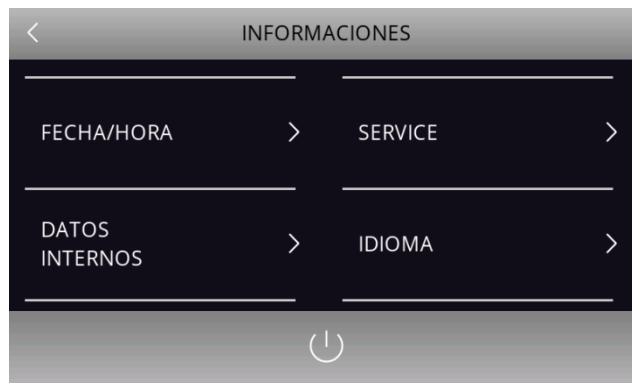 INFORMACIONES
FECHA/HORA
SERVICE
DATOS
INTERNOS
IDIOMA